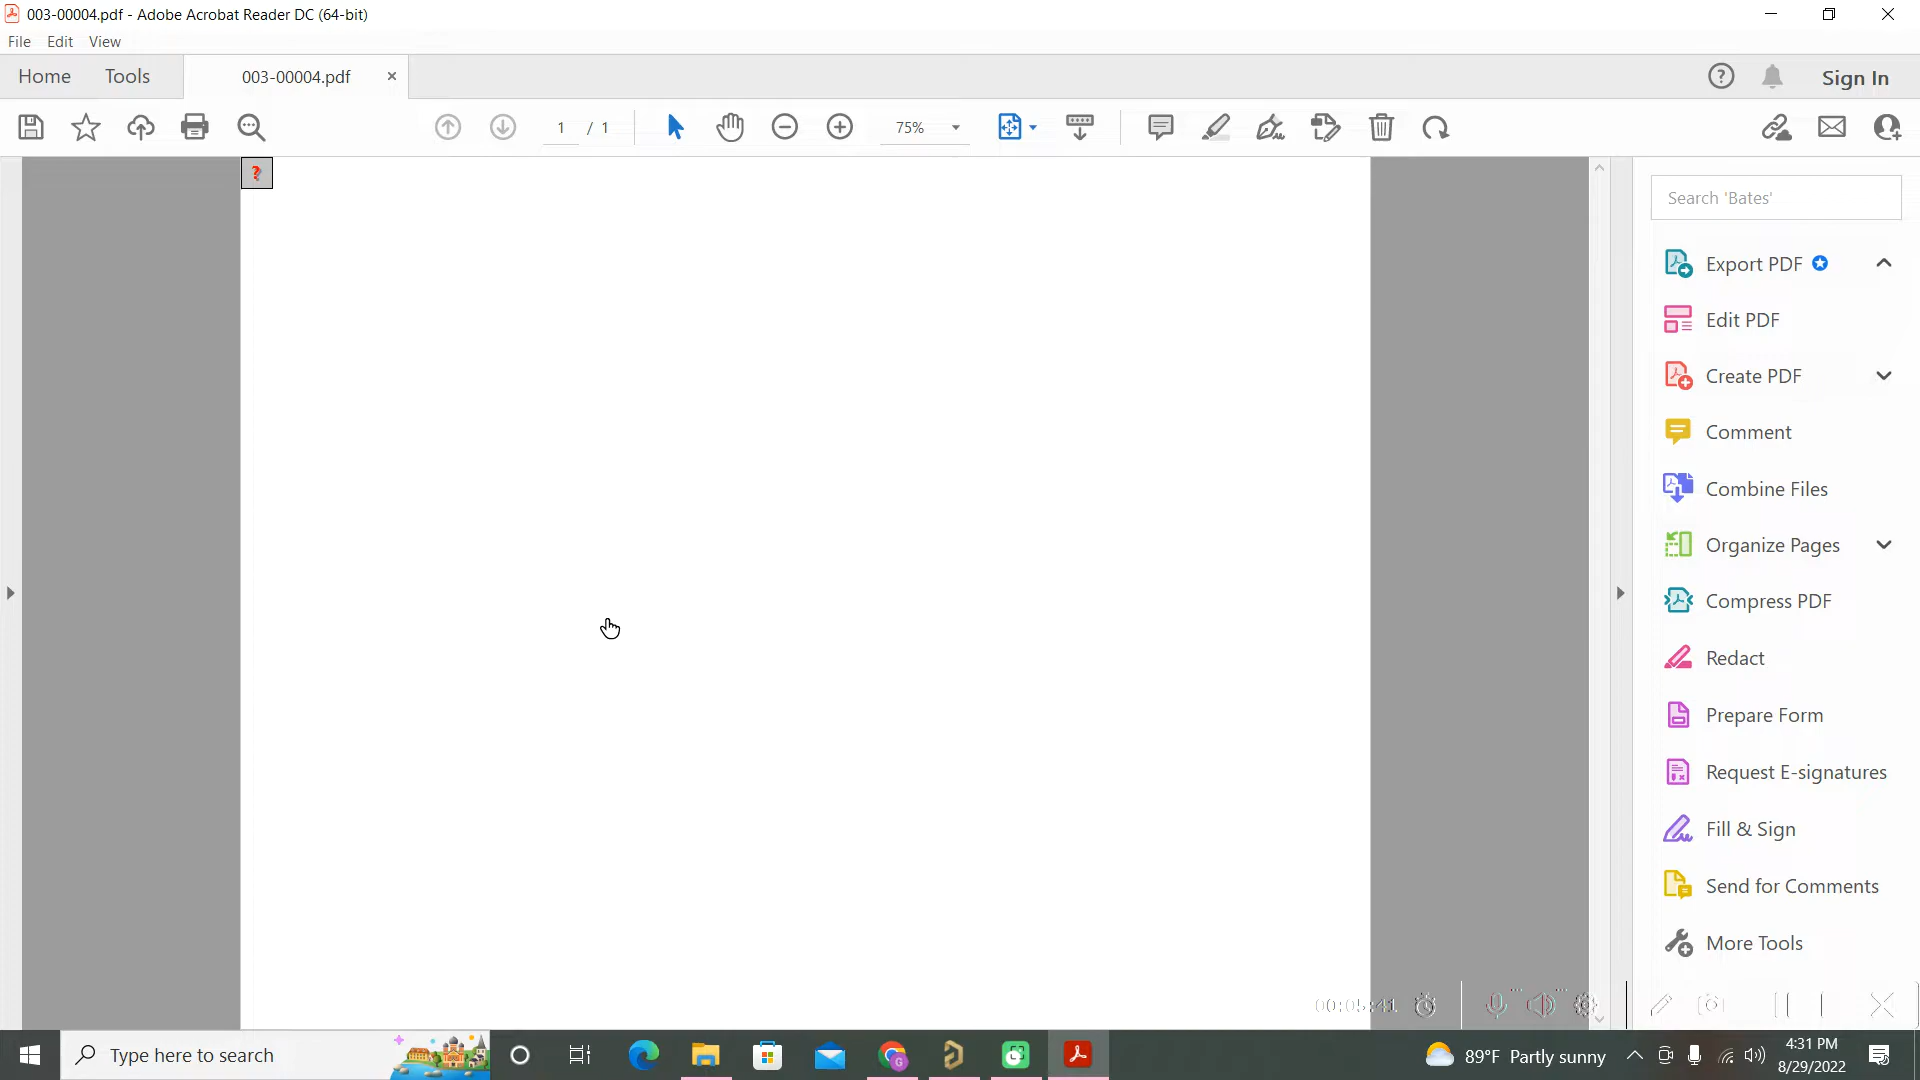 003-00004.pdf - Adobe Acrobat Reader DC (64-bit)
File Edit View
Home Tools 003-00004.pdf × Sign In
1 / 1 75%
?
Search 'Bates'
Export PDF
Edit PDF
Create PDF
Comment
Combine Files
Organize Pages
Compress PDF
Redact
Prepare Form
Request E-signatures
Fill & Sign
Send for Comments
More Tools
00:05:41
Type here to search
89°F Partly sunny
4:31 PM
8/29/2022